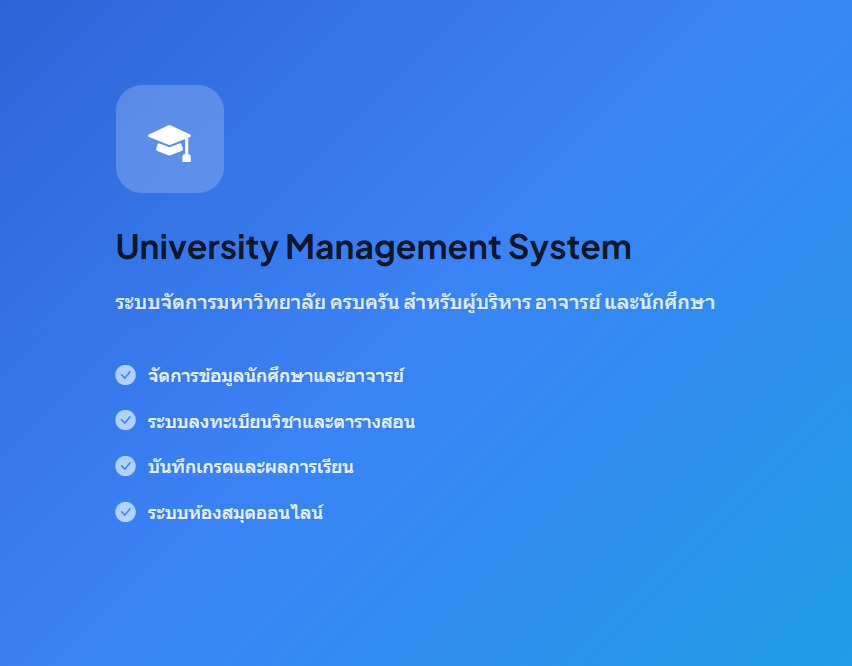 University Management System
ระบบจัดการมหาวิทยาลัย ครบครัน สำหรับผู้บริหาร อาจารย์ และนักศึกษา
จัดการข้อมูลนักศึกษาและอาจารย์
ระบบลงทะเบียนวิชาและตารางสอน
บันทึกเกรดและผลการเรียน
ระบบห้องสมุดออนไลน์